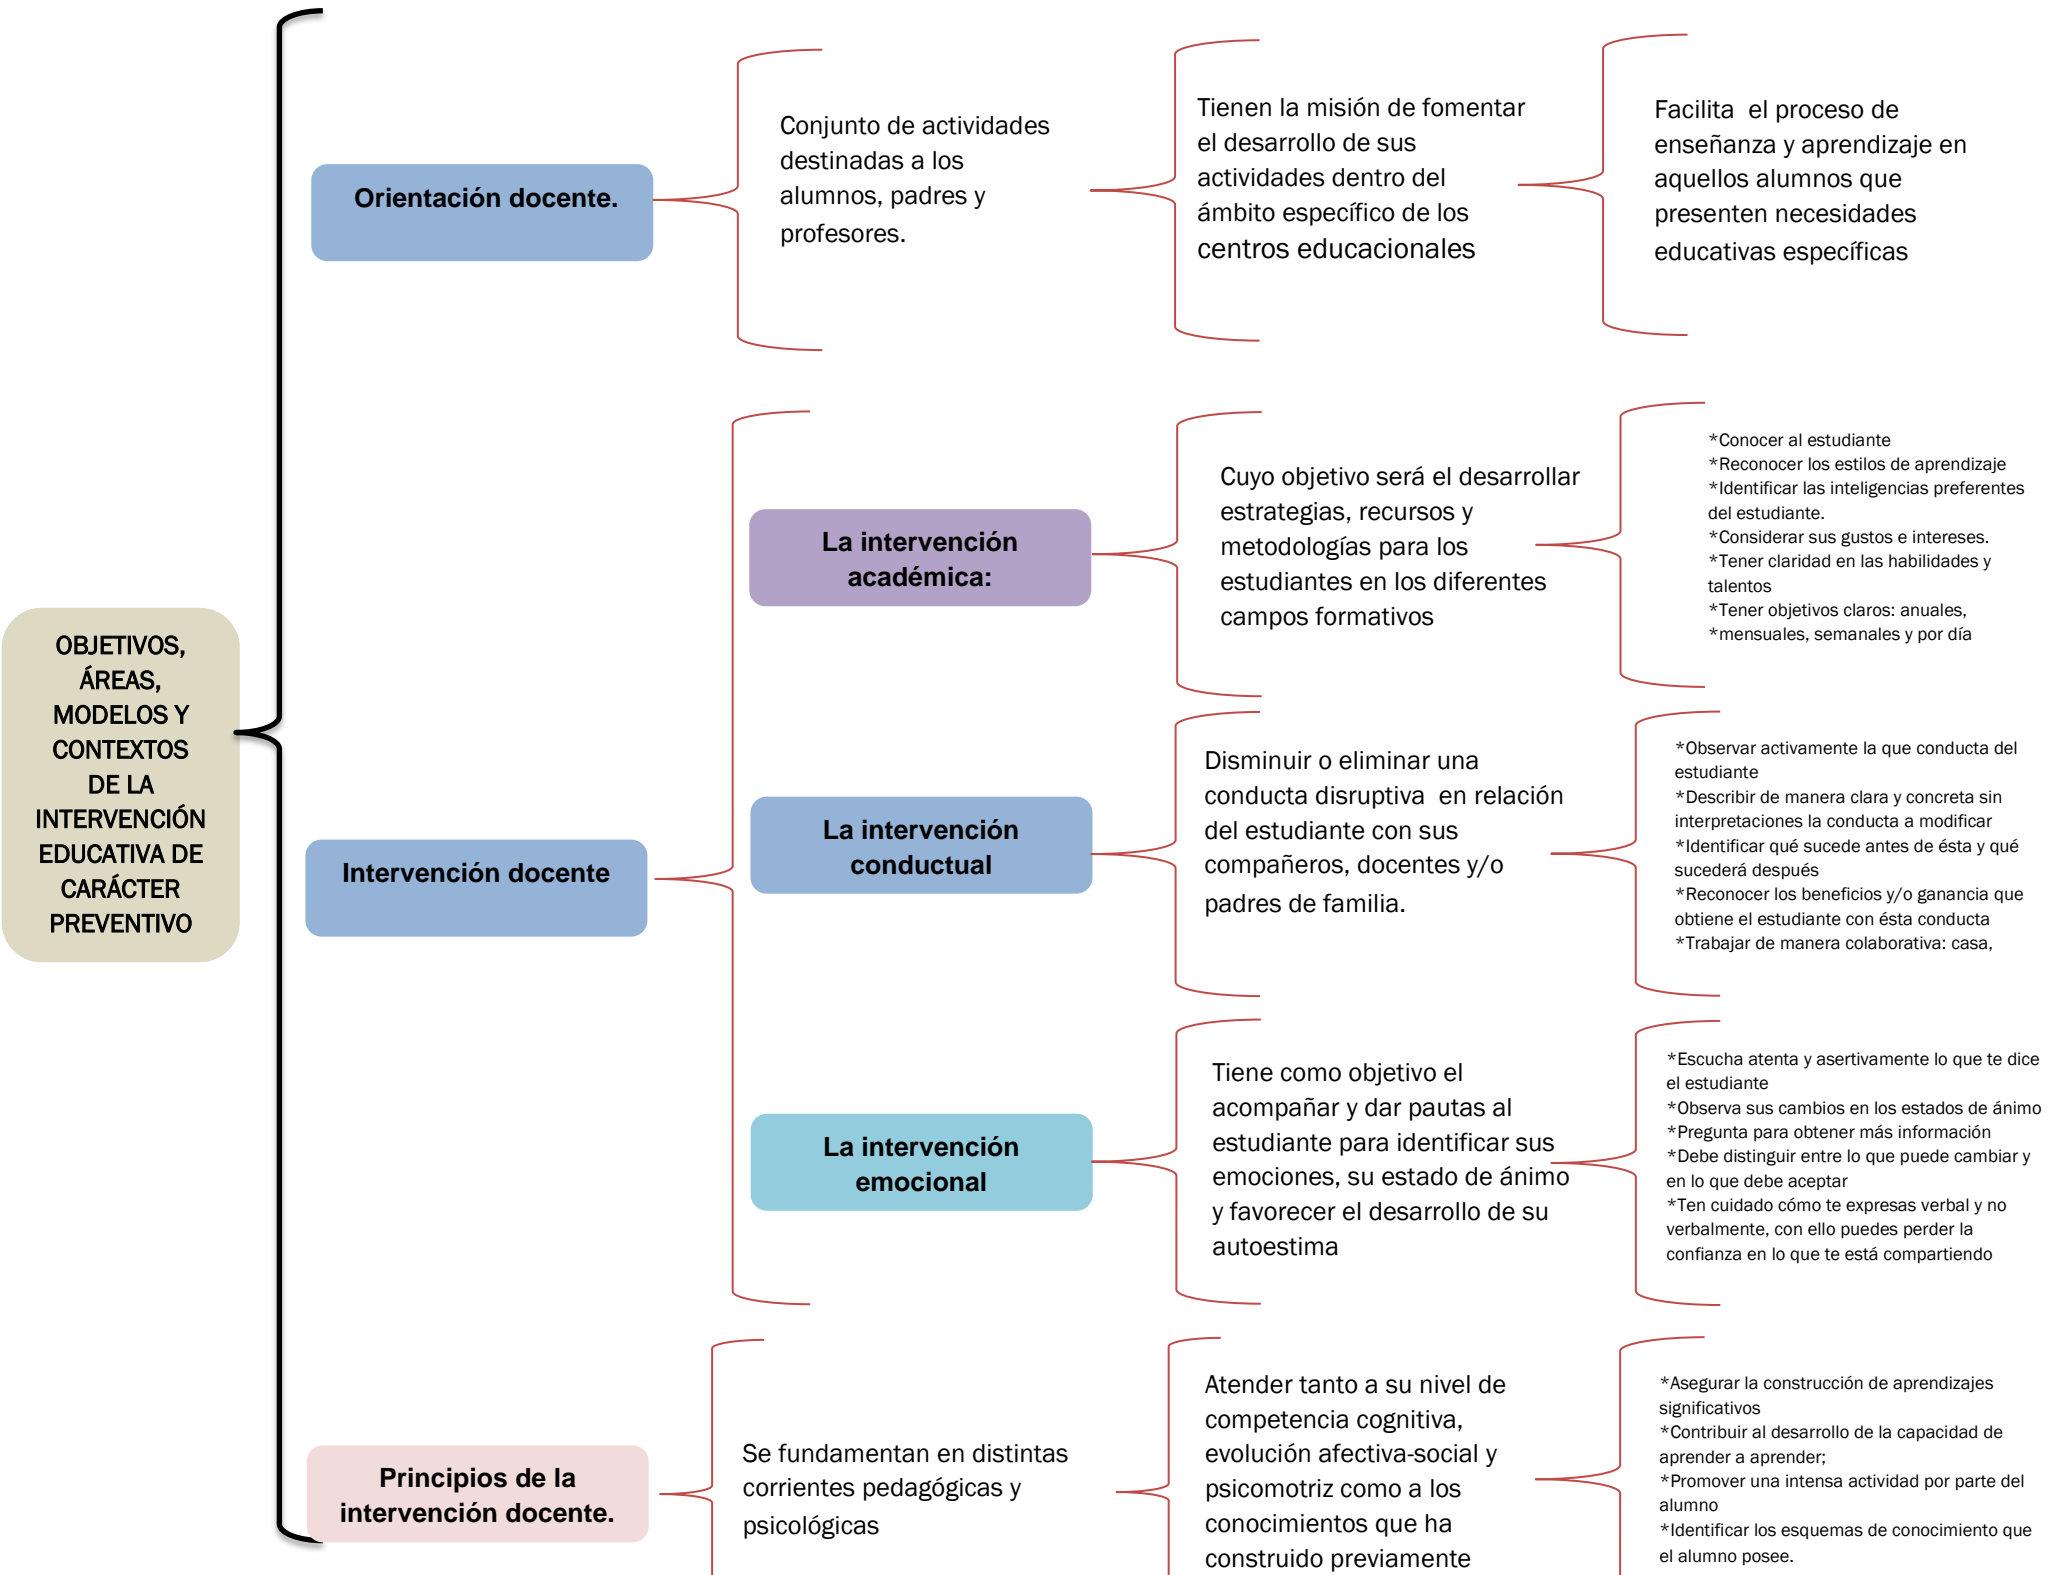 OBJETIVOS,
ÁREAS,
MODELOS Y
CONTEXTOS
DE LA
INTERVENCIÓN
EDUCATIVA DE
CARÁCTER
PREVENTIVO
Orientación docente.
Conjunto de actividades
destinadas a los
alumnos, padres y
profesores.
Tienen la misión de fomentar
el desarrollo de sus
actividades dentro del
ámbito específico de los
centros educacionales
Facilita  el proceso de
enseñanza y aprendizaje en
aquellos alumnos que
presenten necesidades
educativas específicas
Intervención docente
La intervención
académica:
Cuyo objetivo será el desarrollar
estrategias, recursos y
metodologías para los
estudiantes en los diferentes
campos formativos
*Conocer al estudiante
*Reconocer los estilos de aprendizaje
*Identificar las inteligencias preferentes
del estudiante.
*Considerar sus gustos e intereses.
*Tener claridad en las habilidades y
talentos
*Tener objetivos claros: anuales,
*mensuales, semanales y por día
La intervención
conductual
Disminuir o eliminar una
conducta disruptiva  en relación
del estudiante con sus
compañeros, docentes y/o
padres de familia.
*Observar activamente la que conducta del
estudiante
*Describir de manera clara y concreta sin
interpretaciones la conducta a modificar
*Identificar qué sucede antes de ésta y qué
sucederá después
*Reconocer los beneficios y/o ganancia que
obtiene el estudiante con ésta conducta
*Trabajar de manera colaborativa: casa,
La intervención
emocional
Tiene como objetivo el
acompañar y dar pautas al
estudiante para identificar sus
emociones, su estado de ánimo
y favorecer el desarrollo de su
autoestima
*Escucha atenta y asertivamente lo que te dice
el estudiante
*Observa sus cambios en los estados de ánimo
*Pregunta para obtener más información
*Debe distinguir entre lo que puede cambiar y
en lo que debe aceptar
*Ten cuidado cómo te expresas verbal y no
verbalmente, con ello puedes perder la
confianza en lo que te está compartiendo
Principios de la
intervención docente.
Se fundamentan en distintas
corrientes pedagógicas y
psicológicas
Atender tanto a su nivel de
competencia cognitiva,
evolución afectiva-social y
psicomotriz como a los
conocimientos que ha
construido previamente
*Asegurar la construcción de aprendizajes
significativos
*Contribuir al desarrollo de la capacidad de
aprender a aprender;
*Promover una intensa actividad por parte del
alumno
*Identificar los esquemas de conocimiento que
el alumno posee.